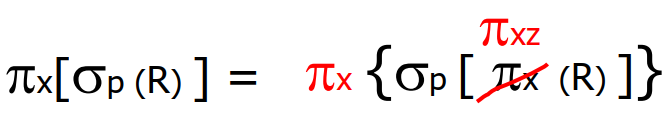 πxz
πx[σp (R) ] = πx {σp [ πx (R) ]}